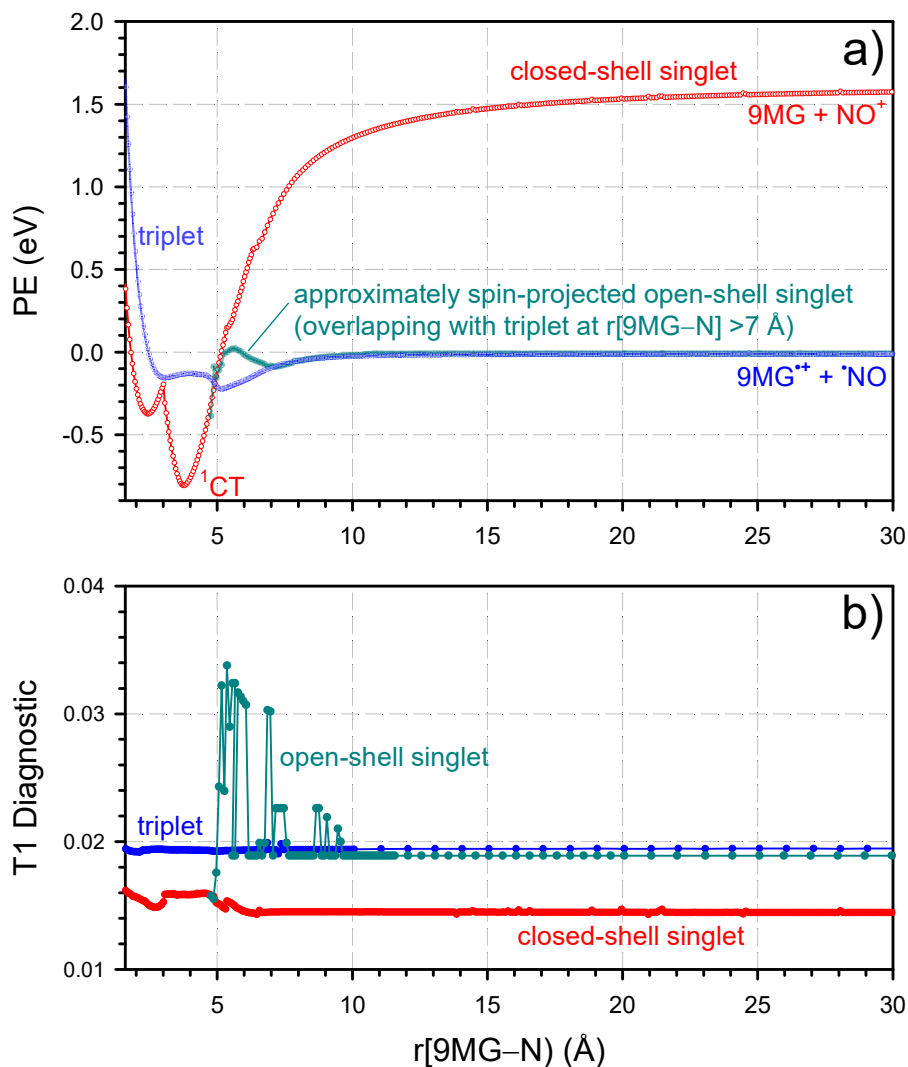 a)
2.0
1.5
1.0
0.5
0.0
-0.5
PE (eV)
closed-shell singlet
9MG + NO⁺
triplet
approximately spin-projected open-shell singlet
(overlapping with triplet at r[9MG–N] >7 Å)
9MG•⁺ + •NO
¹CT
5 10 15 20 25 30
b)
0.04
0.03
0.02
0.01
T1 Diagnostic
open-shell singlet
triplet
closed-shell singlet
5 10 15 20 25 30
r[9MG–N) (Å)